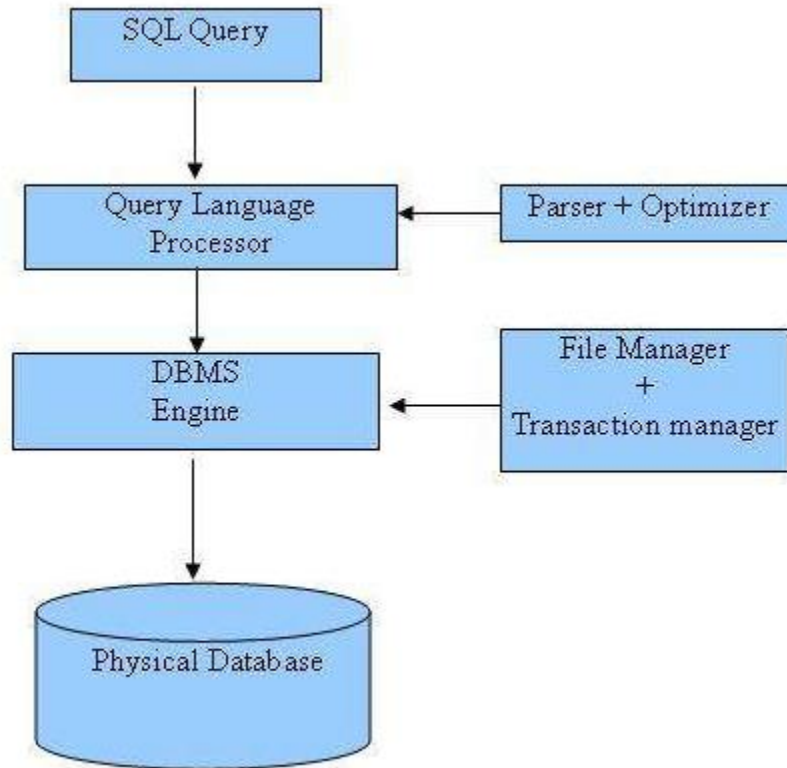 SQL Query
Query Language
Processor
Parser + Optimizer
DBMS
Engine
File Manager
+
Transaction manager
Physical Database